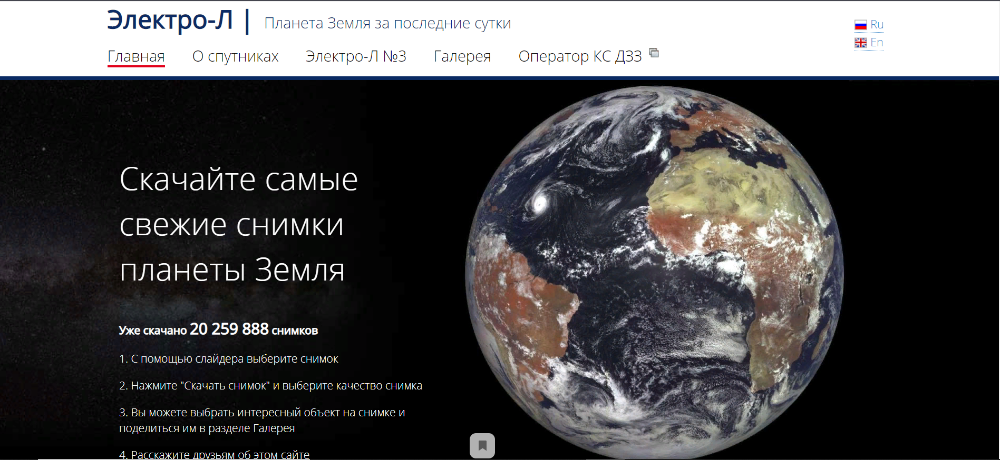 Электро-Л | Планета Земля за последние сутки
Ru
En
Главная О спутниках Электро-Л №3 Галерея Оператор КС ДЗЗ
Скачайте самые
свежие снимки
планеты Земля
Уже скачано 20 259 888 снимков
1. С помощью слайдера выберите снимок
2. Нажмите "Скачать снимок" и выберите качество снимка
3. Вы можете выбрать интересный объект на снимке и
поделиться им в разделе Галерея
4. Расскажите друзьям об этом сайте